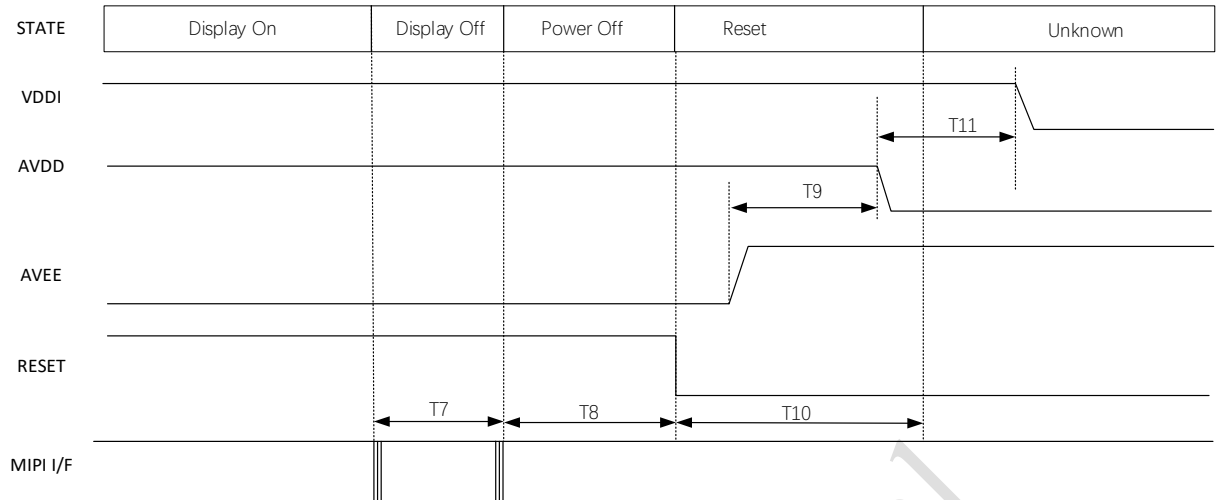 STATE Display On Display Off Power Off Reset Unknown
VDDI
T11
AVDD
T9
AVEE
RESET
T7 T8 T10
MIPI I/F